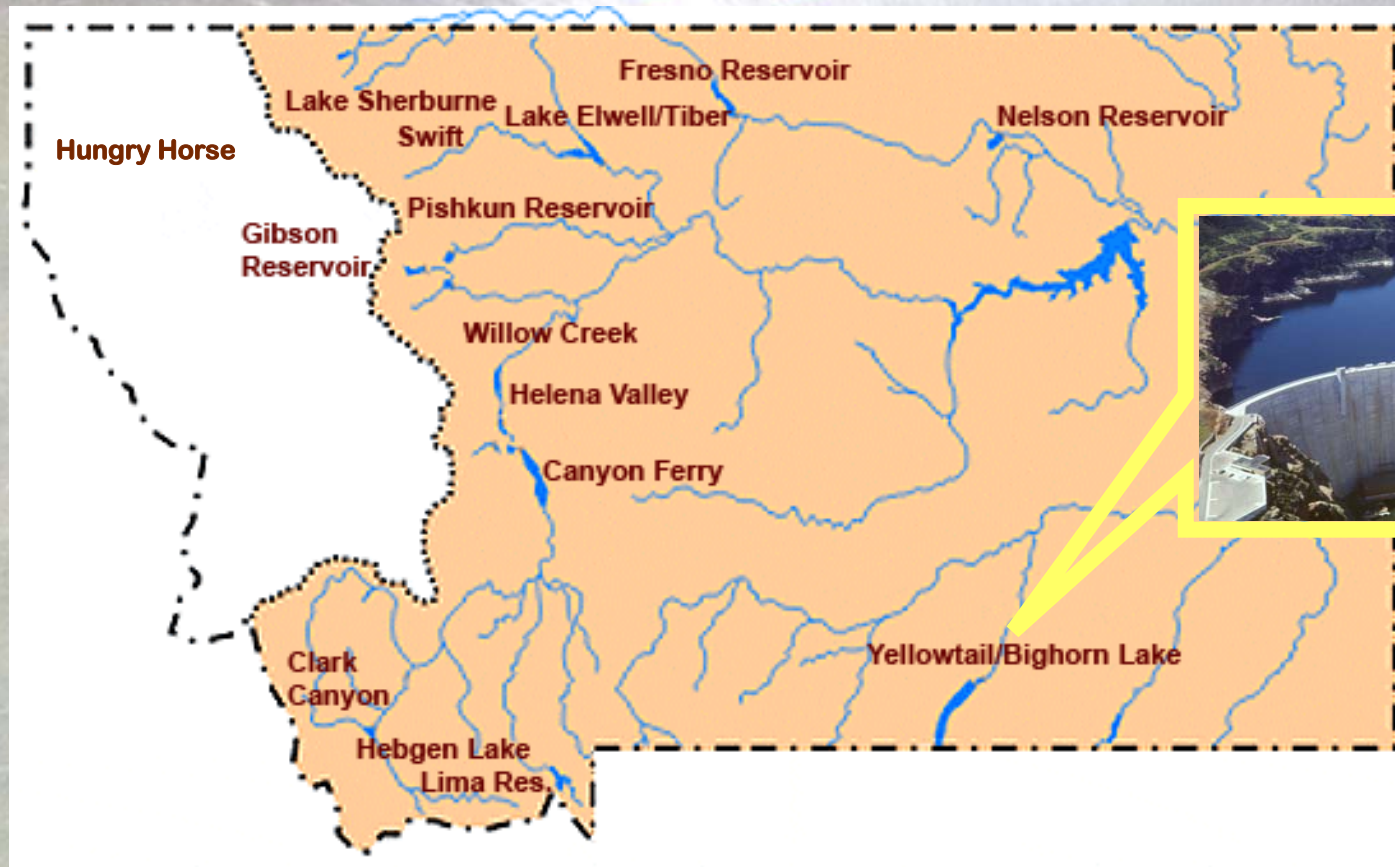 Fresno Reservoir
Lake Sherburne
Swift
Lake Elwell/Tiber
Nelson Reservoir
Hungry Horse
Pishkun Reservoir
Gibson
Reservoir
Willow Creek
Helena Valley
Canyon Ferry
Yellowtail/Bighorn Lake
Clark
Canyon
Hebgen Lake
Lima Res.